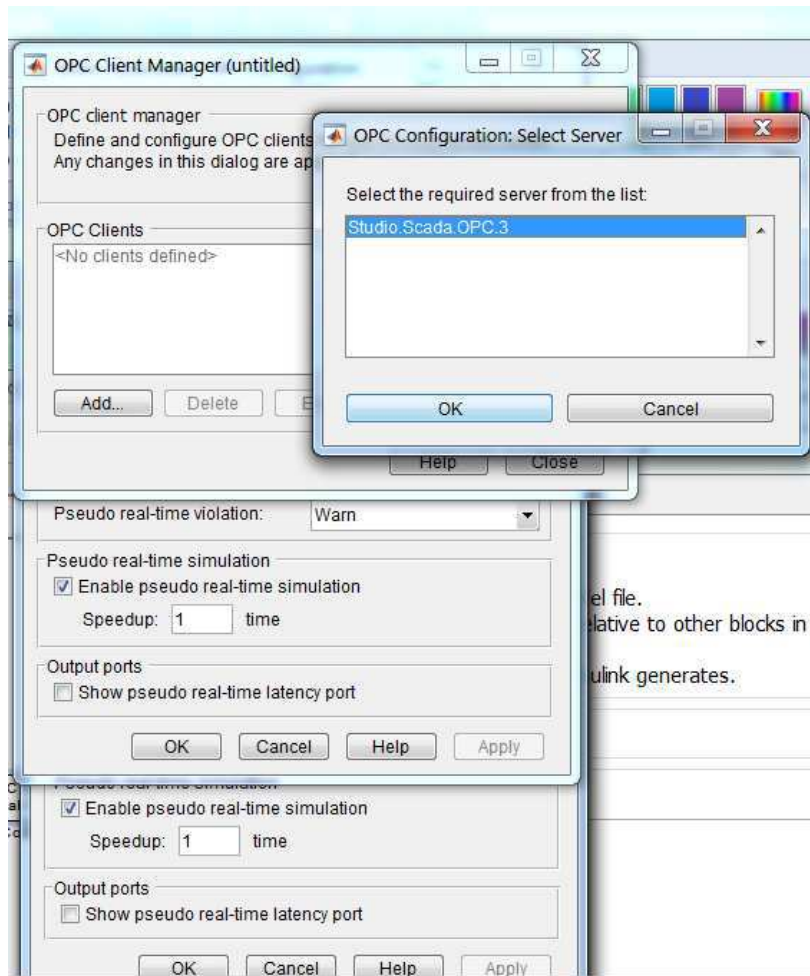 OPC Client Manager (untitled)
OPC client manager
Define and configure OPC clients
Any changes in this dialog are ap
OPC Clients
<No clients defined>
Add...
Delete
E
Help
Close
OPC Configuration: Select Server
Select the required server from the list:
Studio.Scada.OPC.3
OK
Cancel
Pseudo real-time violation:
Warn
Pseudo real-time simulation
Enable pseudo real-time simulation
Speedup: 1 time
Output ports
Show pseudo real-time latency port
OK
Cancel
Help
Apply
el file.
elative to other blocks in
ulink generates.
Pseudo real-time simulation
Enable pseudo real-time simulation
Speedup: 1 time
Output ports
Show pseudo real-time latency port
OK
Cancel
Help
Apply